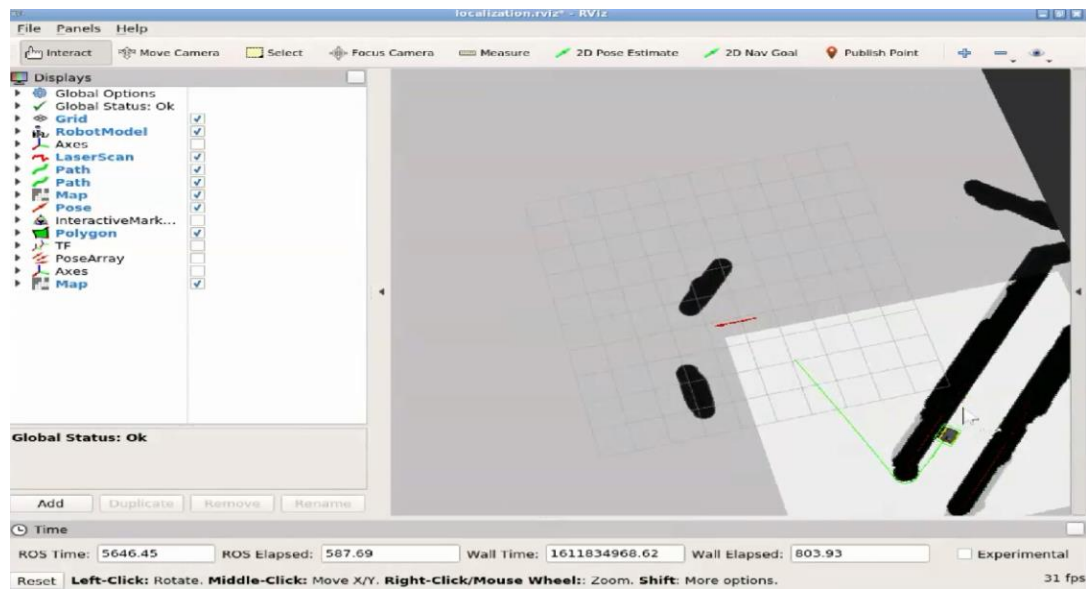 localization.rviz* - RViz
File Panels Help
Interact Move Camera Select Focus Camera Measure 2D Pose Estimate 2D Nav Goal Publish Point
Displays
Global Options
Global Status: Ok
Grid
RobotModel
Axes
LaserScan
Path
Path
Map
Pose
InteractiveMark...
Polygon
TF
PoseArray
Axes
Map
Global Status: Ok
Add Duplicate Remove Rename
Time
ROS Time: 5646.45 ROS Elapsed: 587.69 Wall Time: 1611834968.62 Wall Elapsed: 803.93 Experimental
Reset Left-Click: Rotate. Middle-Click: Move X/Y. Right-Click/Mouse Wheel:: Zoom. Shift: More options. 31 fps